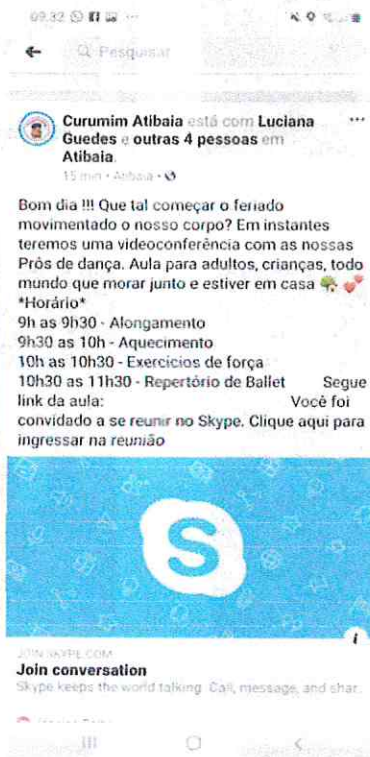 09:32
Pesquisar
Curumim Atibaia está com Luciana
Guedes e outras 4 pessoas em
Atibaia.
15 min • Atibaia •
Bom dia !!! Que tal começar o feriado
movimentado o nosso corpo? Em instantes
teremos uma videoconferência com as nossas
Prôs de dança. Aula para adultos, crianças, todo
mundo que morar junto e estiver em casa 🌳 💕
*Horário*
9h as 9h30 - Alongamento
9h30 as 10h - Aquecimento
10h as 10h30 - Exercícios de força
10h30 as 11h30 - Repertório de Ballet Segue
link da aula: Você foi
convidado a se reunir no Skype. Clique aqui para
ingressar na reunião
S
JOIN.SKYPE.COM
Join conversation
Skype keeps the world talking. Call, message, and shar...